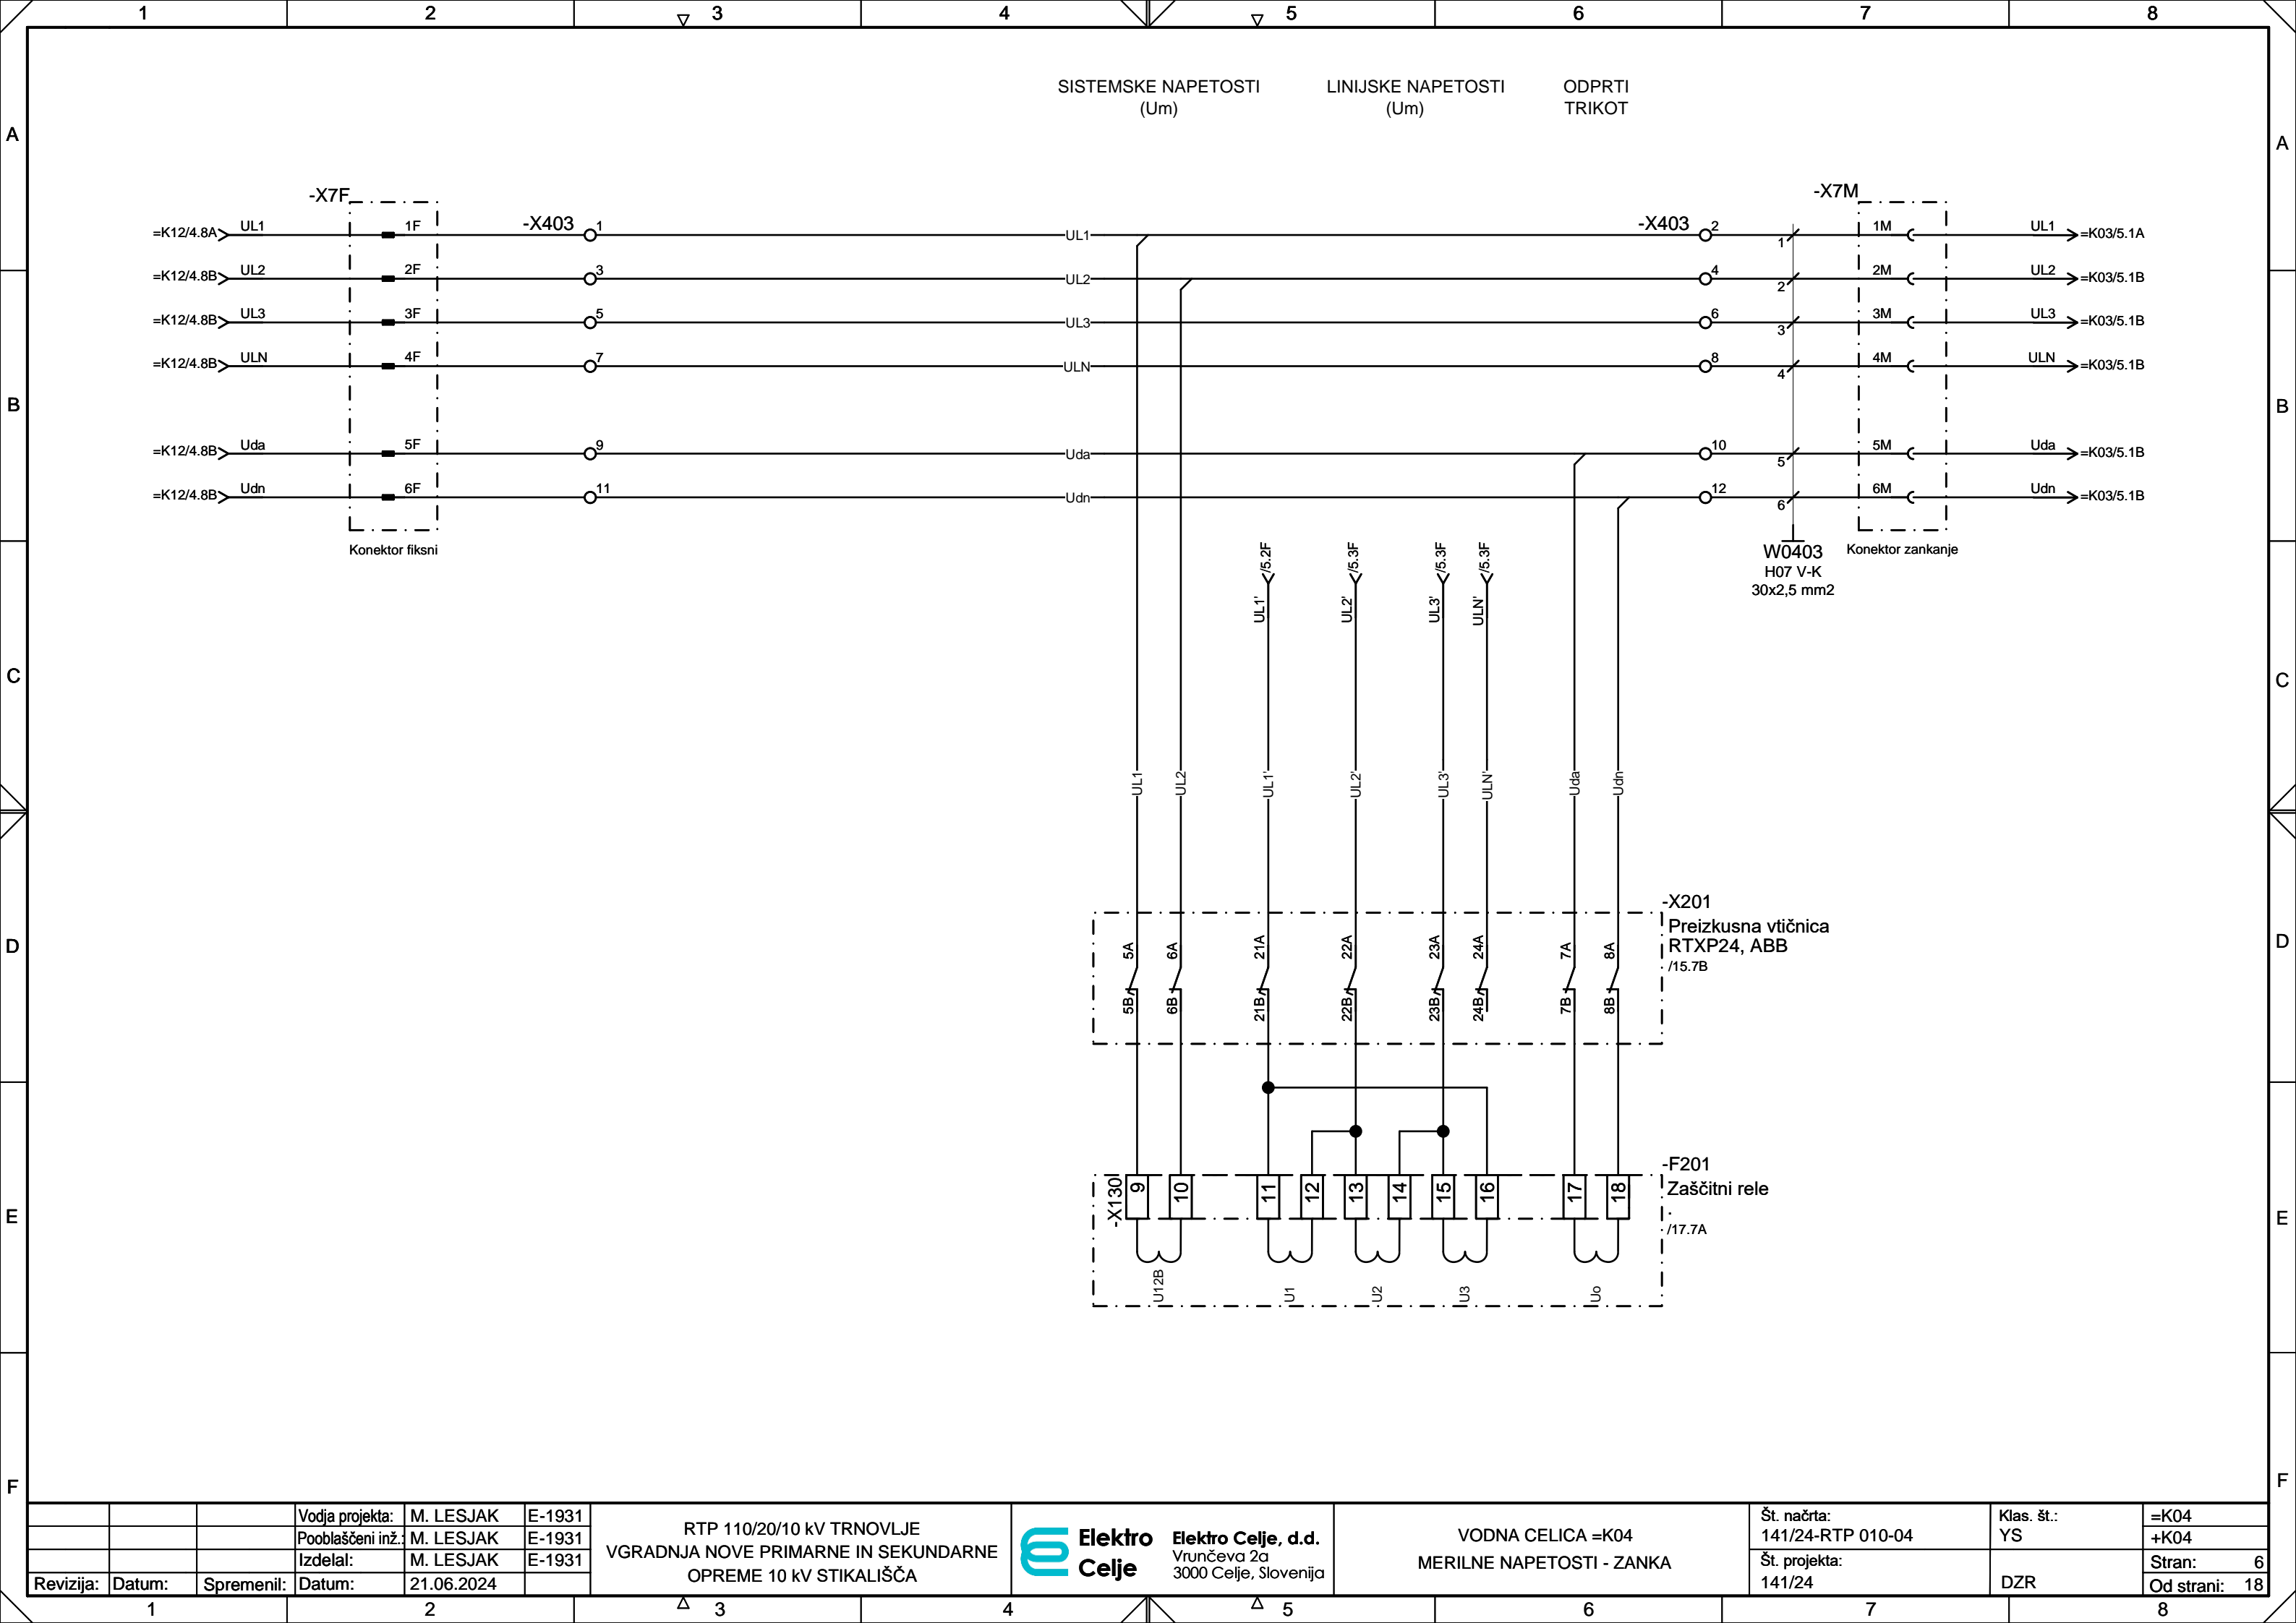 1 2 3 4 5 6 7 8
SISTEMSKE NAPETOSTI
(Um)
LINIJSKE NAPETOSTI
(Um)
ODPRTI
TRIKOT
A A
B B
C C
D D
E E
F F
-X7F
-X403
-X403
-X7M
=K12/4.8A UL1 1F 1 UL1 2 1 1M UL1 =K03/5.1A
=K12/4.8B UL2 2F 3 UL2 4 2 2M UL2 =K03/5.1B
=K12/4.8B UL3 3F 5 UL3 6 3 3M UL3 =K03/5.1B
=K12/4.8B ULN 4F 7 ULN 8 4 4M ULN =K03/5.1B
=K12/4.8B Uda 5F 9 Uda 10 5 5M Uda =K03/5.1B
=K12/4.8B Udn 6F 11 Udn 12 6 6M Udn =K03/5.1B
Konektor fiksni
W0403
H07 V-K
30x2,5 mm2
Konektor zankanje
/5.2F /5.3F /5.3F /5.3F
UL1' UL2' UL3' ULN'
UL1 UL2 UL1' UL2' UL3' ULN' Uda Udn
-X201
Preizkusna vtičnica
RTXP24, ABB
/15.7B
5A 6A 21A 22A 23A 24A 7A 8A
5B 6B 21B 22B 23B 24B 7B 8B
-F201
Zaščitni rele
.
/17.7A
-X130
9 10 11 12 13 14 15 16 17 18
U12B U1 U2 U3 Uo
Vodja projekta: M. LESJAK E-1931
Pooblaščeni inž.: M. LESJAK E-1931
Izdelal: M. LESJAK E-1931
Revizija: Datum: Spremenil: Datum: 21.06.2024
RTP 110/20/10 kV TRNOVLJE
VGRADNJA NOVE PRIMARNE IN SEKUNDARNE
OPREME 10 kV STIKALIŠČA
Elektro
Celje
Elektro Celje, d.d.
Vrunčeva 2a
3000 Celje, Slovenija
VODNA CELICA =K04
MERILNE NAPETOSTI - ZANKA
Št. načrta:
141/24-RTP 010-04
Št. projekta:
141/24
Klas. št.:
YS
DZR
=K04
+K04
Stran: 6
Od strani: 18
1 2 3 4 5 6 7 8